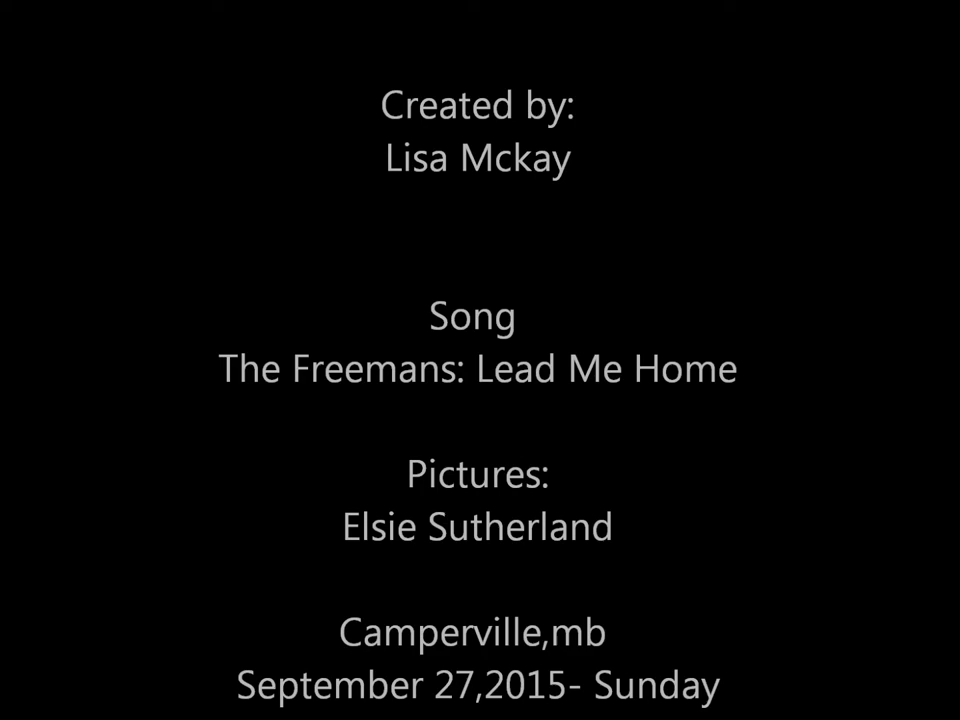 Created by:
Lisa Mckay
Song
The Freemans: Lead Me Home
Pictures:
Elsie Sutherland
Camperville,mb
September 27,2015- Sunday